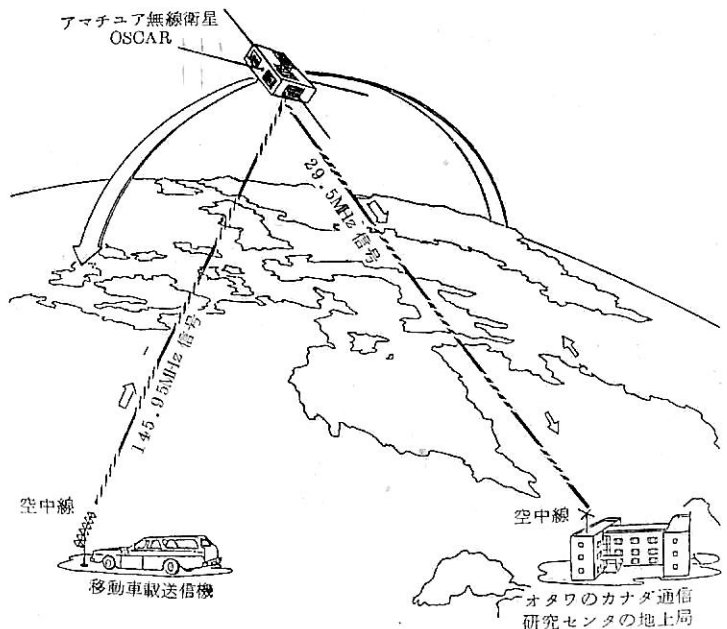 アマチユア無線衛星
OSCAR
29.5MHz 信号
145.95MHz 信号
空中線
空中線
移動車載送信機
オタワのカナダ通信
研究センタの地上局